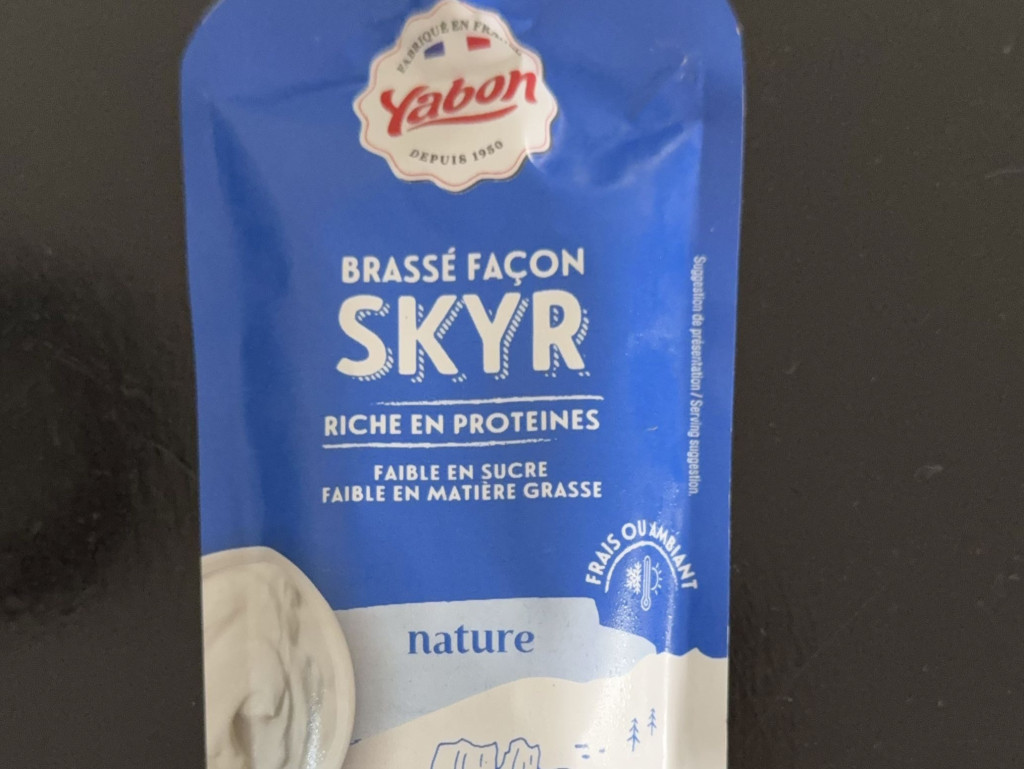 FABRIQUÉ EN FRANCE
Yabon
DEPUIS 1950
BRASSÉ FAÇON
SKYR
RICHE EN PROTEINES
FAIBLE EN SUCRE
FAIBLE EN MATIÈRE GRASSE
Suggestion de présentation / Serving suggestion.
FRAIS OU AMBIANT
nature